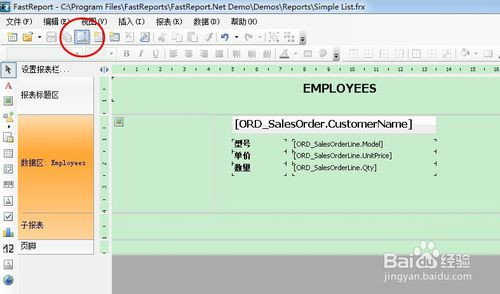 FastReport - C:\Program Files\FastReports\FastReport.Net Demo\Demos\Reports\Simple List.frx
文件(F) 编辑(E) 视图(V) 插入(I) 报表(R) 数据(D) 窗口(W) 帮助(H)
设置报表栏...
报表标题区
EMPLOYEES
[ORD_SalesOrder.CustomerName]
型号 [ORD_SalesOrderLine.Model]
数据区: Employees 单价 [ORD_SalesOrderLine.UnitPrice]
数量 [ORD_SalesOrderLine.Qty]
子报表
页脚
Baidu 经验
jingyan.baidu.com